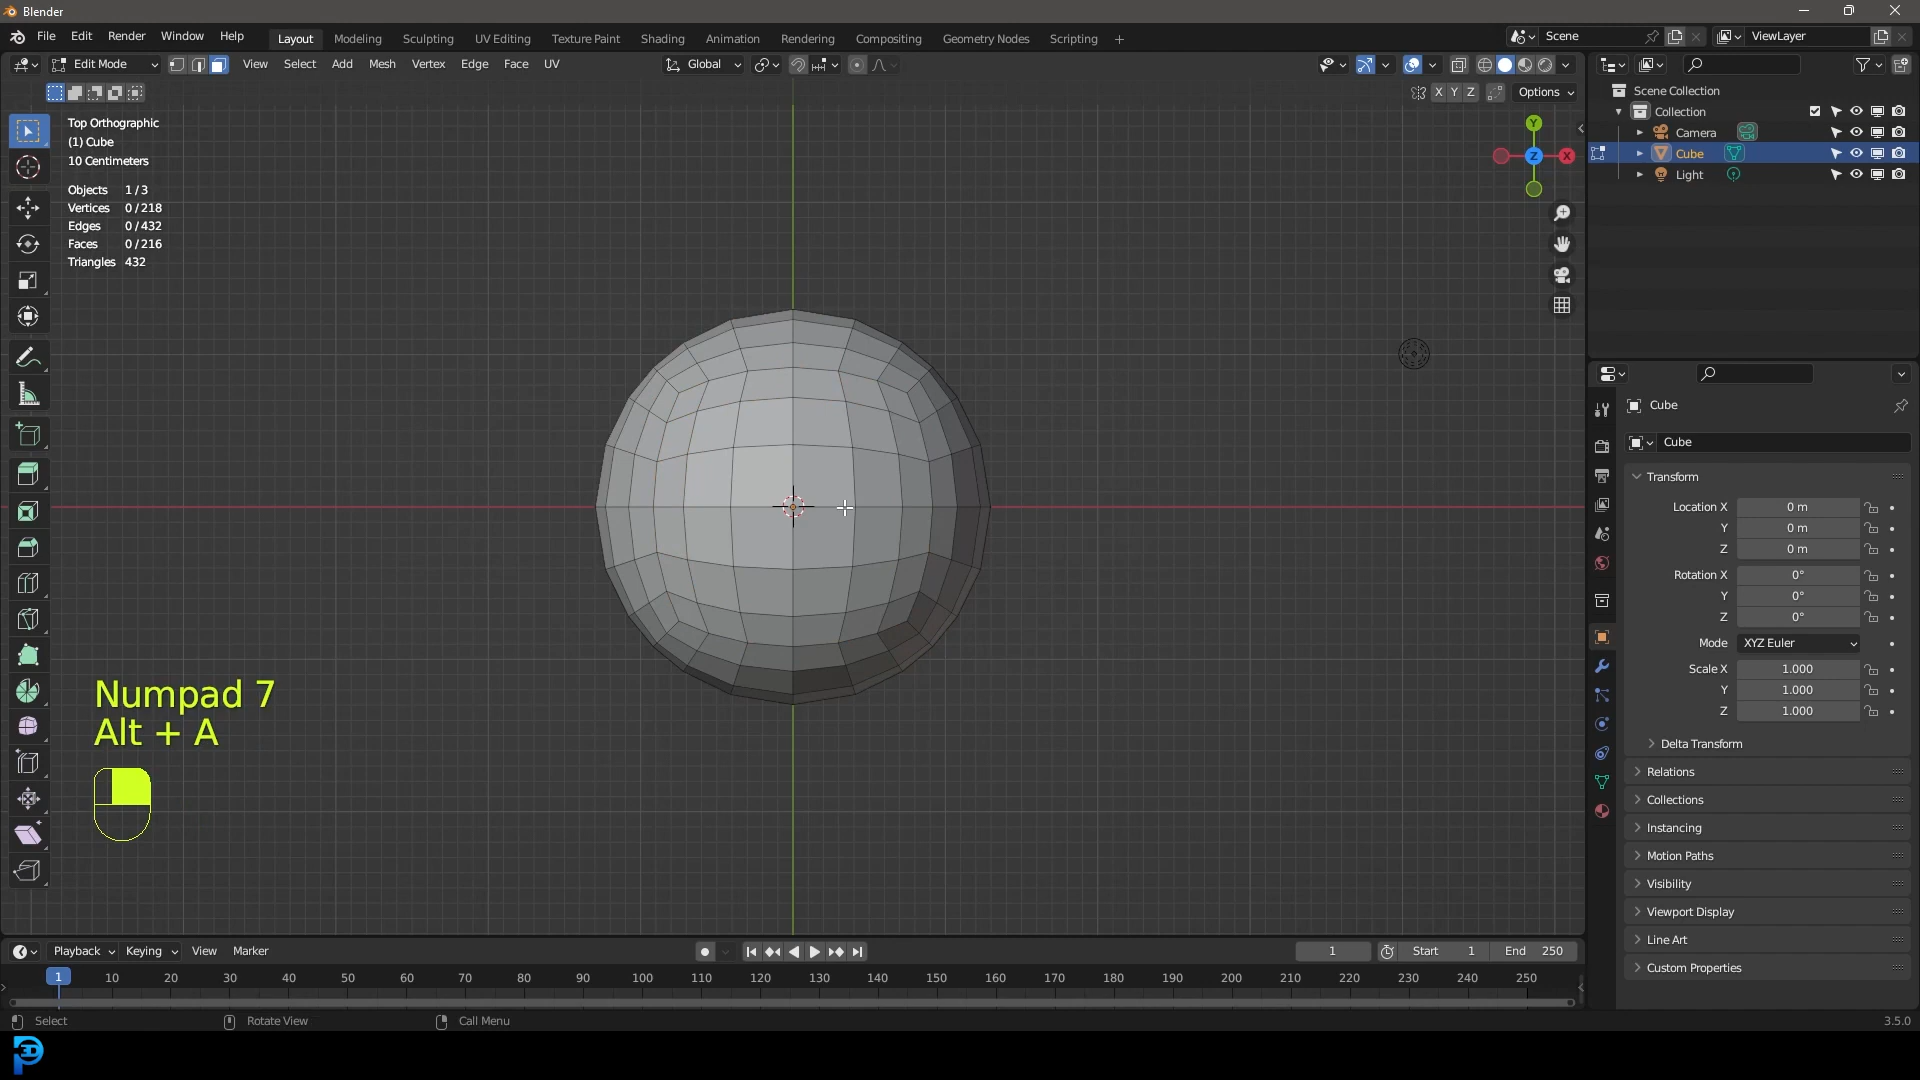 Blender
File Edit Render Window Help
Layout Modeling Sculpting UV Editing Texture Paint Shading Animation Rendering Compositing Geometry Nodes Scripting +
Scene
ViewLayer
Edit Mode View Select Add Mesh Vertex Edge Face UV
Global
X Y Z Options
Top Orthographic
(1) Cube
10 Centimeters
Objects 1/3
Vertices 0/218
Edges 0/432
Faces 0/216
Triangles 432
Y
Z
X
Scene Collection
Collection
Camera
Cube
Light
Cube
Cube
Transform
Location X 0 m
Y 0 m
Z 0 m
Rotation X 0°
Y 0°
Z 0°
Mode XYZ Euler
Scale X 1.000
Y 1.000
Z 1.000
Delta Transform
Relations
Collections
Instancing
Motion Paths
Visibility
Viewport Display
Line Art
Custom Properties
Numpad 7
Alt + A
Playback Keying View Marker
1 Start 1 End 250
1 10 20 30 40 50 60 70 80 90 100 110 120 130 140 150 160 170 180 190 200 210 220 230 240 250
Select Rotate View Call Menu
3.5.0
3D